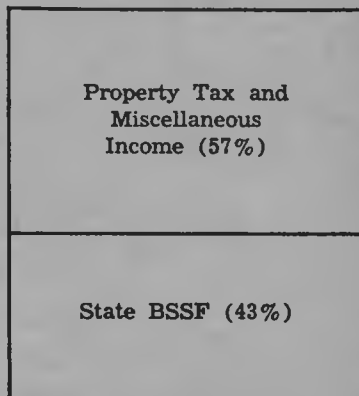 Property Tax and
Miscellaneous
Income (57%)
State BSSF (43%)